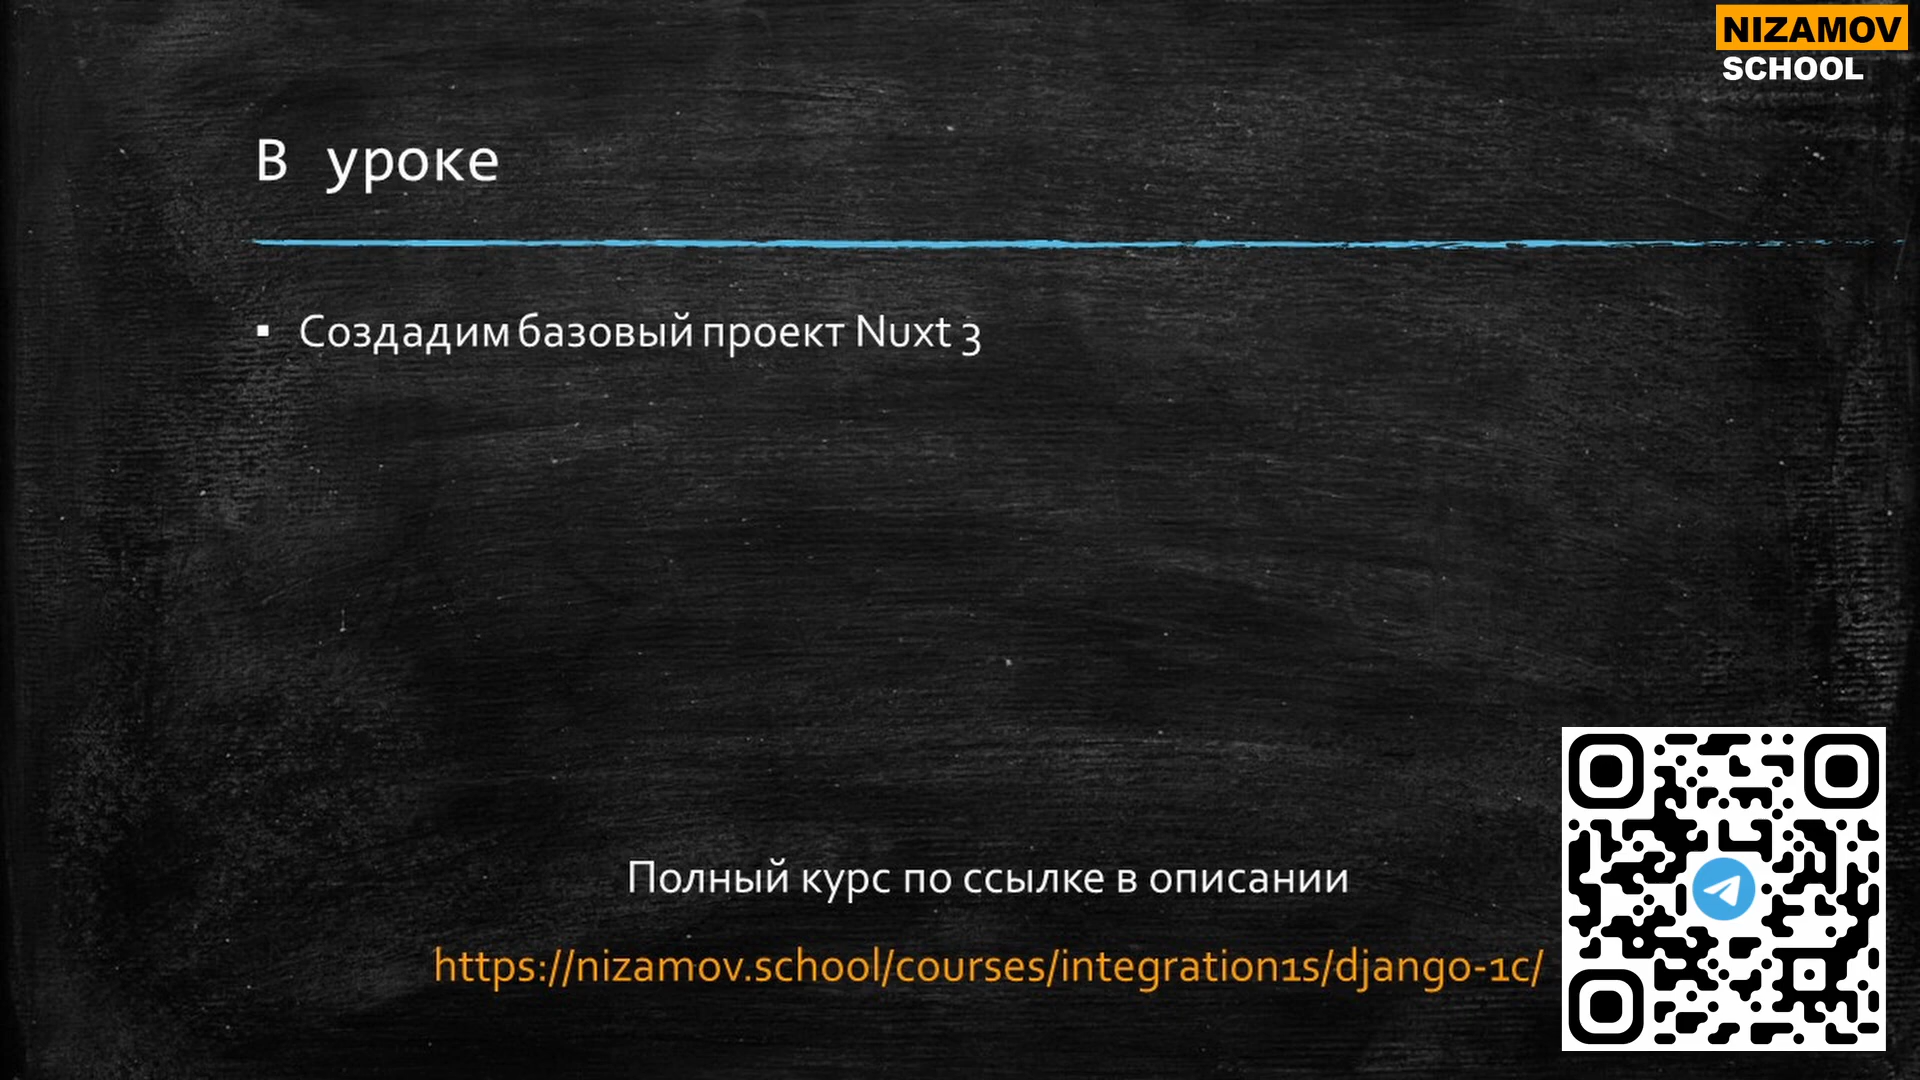 NIZAMOV
SCHOOL
В уроке
▪ Создадим базовый проект Nuxt 3
Полный курс по ссылке в описании
https://nizamov.school/courses/integration1s/django-1c/